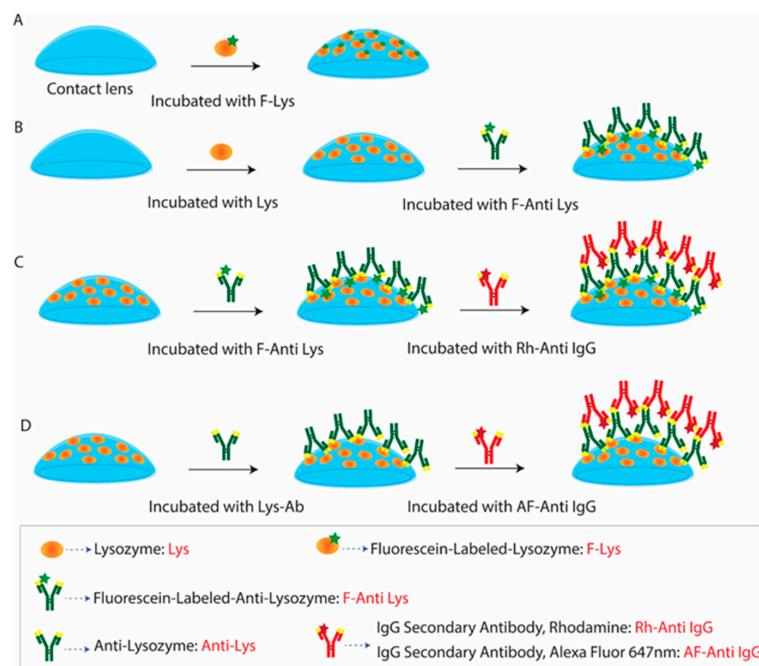 A
Contact lens
Incubated with F-Lys
B
Incubated with Lys
Incubated with F-Anti Lys
C
Incubated with F-Anti Lys
Incubated with Rh-Anti IgG
D
Incubated with Lys-Ab
Incubated with AF-Anti IgG
Lysozyme: Lys
Fluorescein-Labeled-Lysozyme: F-Lys
Fluorescein-Labeled-Anti-Lysozyme: F-Anti Lys
Anti-Lysozyme: Anti-Lys
IgG Secondary Antibody, Rhodamine: Rh-Anti IgG
IgG Secondary Antibody, Alexa Fluor 647nm: AF-Anti IgG